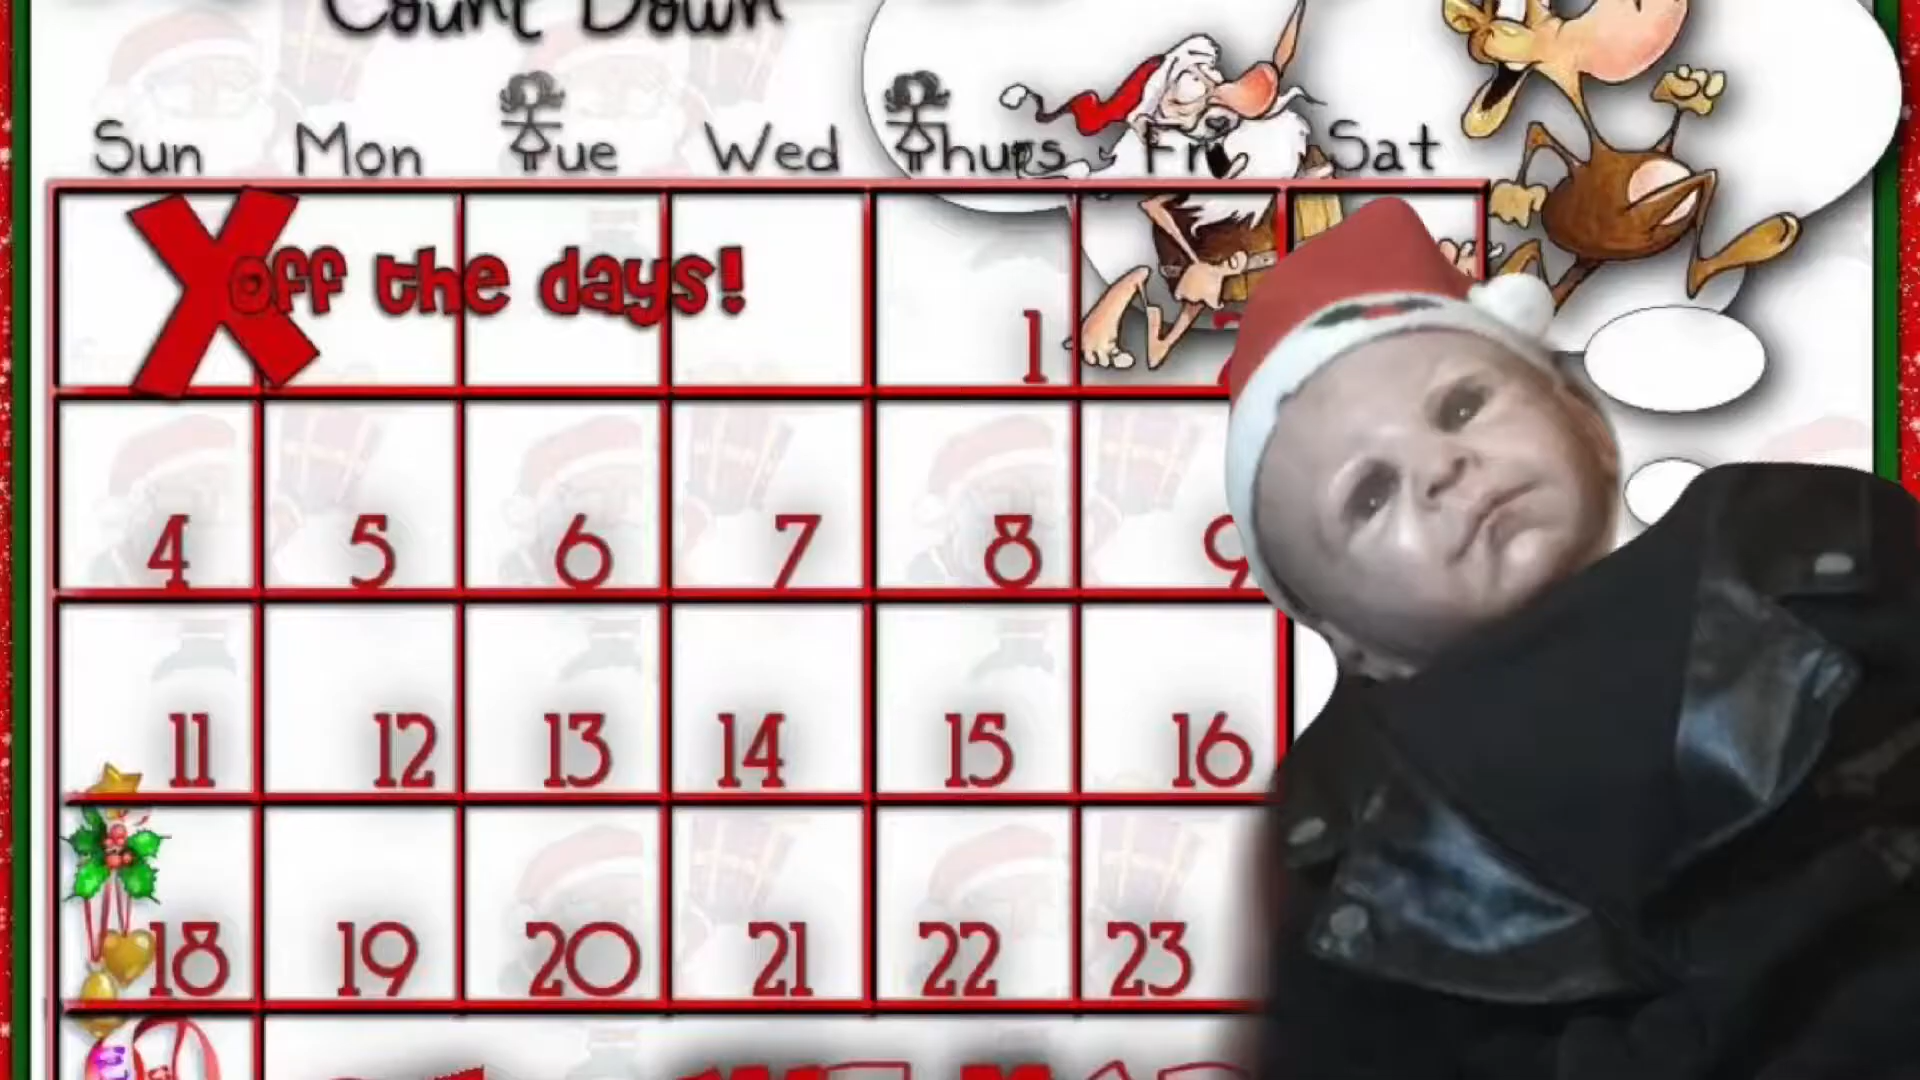 Count Down
Sun Mon Tue Wed Thurs Fri Sat
X off the days!
1 2
4 5 6 7 8 9
11 12 13 14 15 16
18 19 20 21 22 23